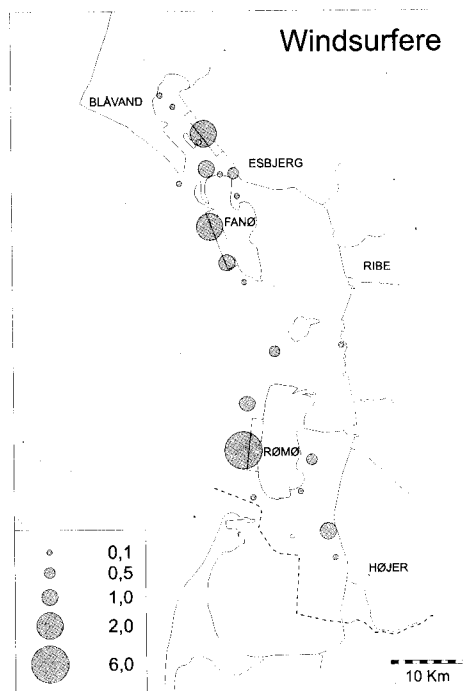 Windsurfere
BLÅVAND
ESBJERG
FANØ
RIBE
RØMØ
HØJER
0,1
0,5
1,0
2,0
6,0
10 Km